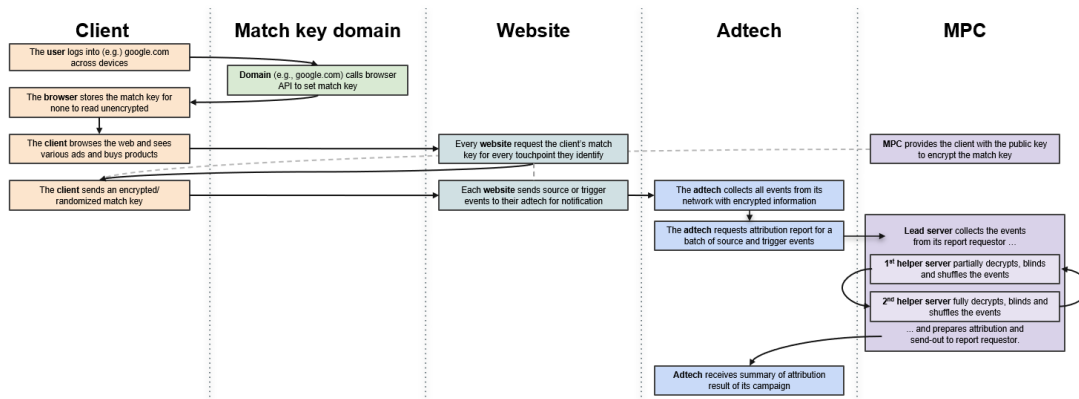 Client
Match key domain
Website
Adtech
MPC
The user logs into (e.g.) google.com
across devices
Domain (e.g., google.com) calls browser
API to set match key
The browser stores the match key for
none to read unencrypted
The client browses the web and sees
various ads and buys products
Every website request the client's match
key for every touchpoint they identify
MPC provides the client with the public key
to encrypt the match key
The client sends an encrypted/
randomized match key
Each website sends source or trigger
events to their adtech for notification
The adtech collects all events from its
network with encrypted information
The adtech requests attribution report for a
batch of source and trigger events
Lead server collects the events
from its report requestor ...
1st helper server partially decrypts, blinds
and shuffles the events
2nd helper server fully decrypts, blinds and
shuffles the events
... and prepares attribution and
send-out to report requestor.
Adtech receives summary of attribution
result of its campaign